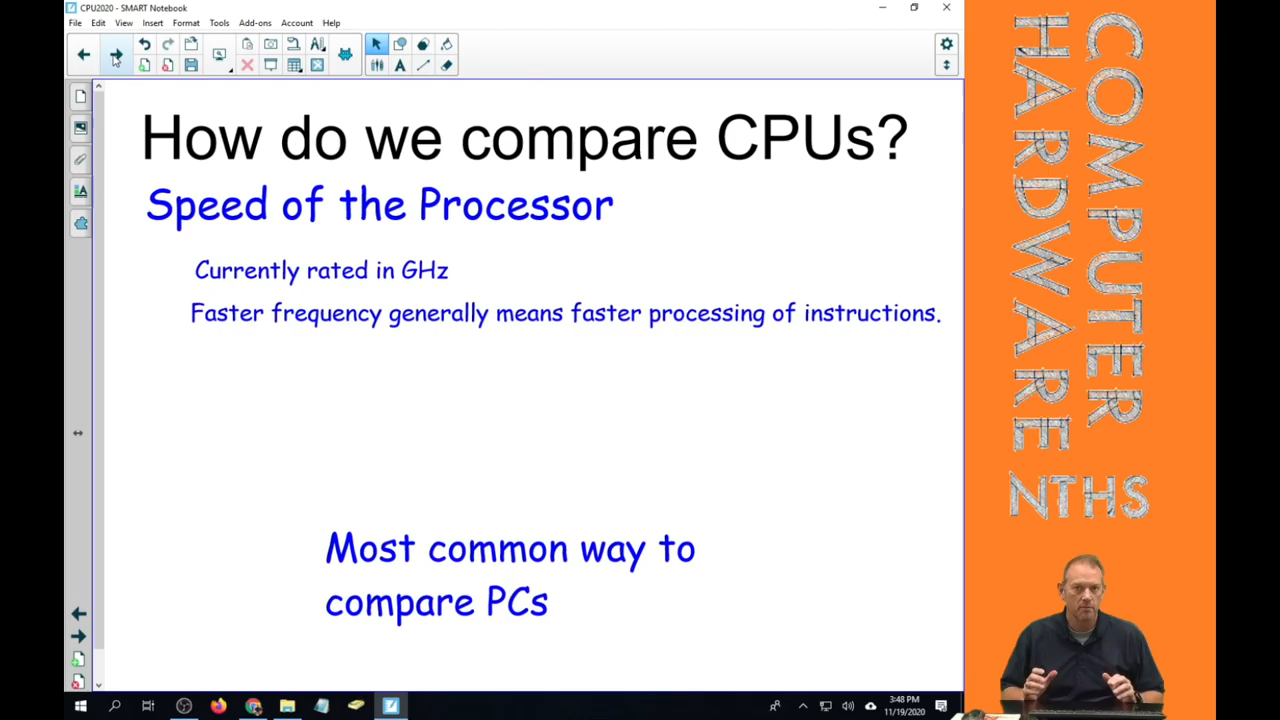 CPU2020 - SMART Notebook
File Edit View Insert Format Tools Add-ons Account Help
How do we compare CPUs?
Speed of the Processor
Currently rated in GHz
Faster frequency generally means faster processing of instructions.
Most common way to
compare PCs
3:48 PM
11/19/2020
COMPUTER
HARDWARE
NTHS